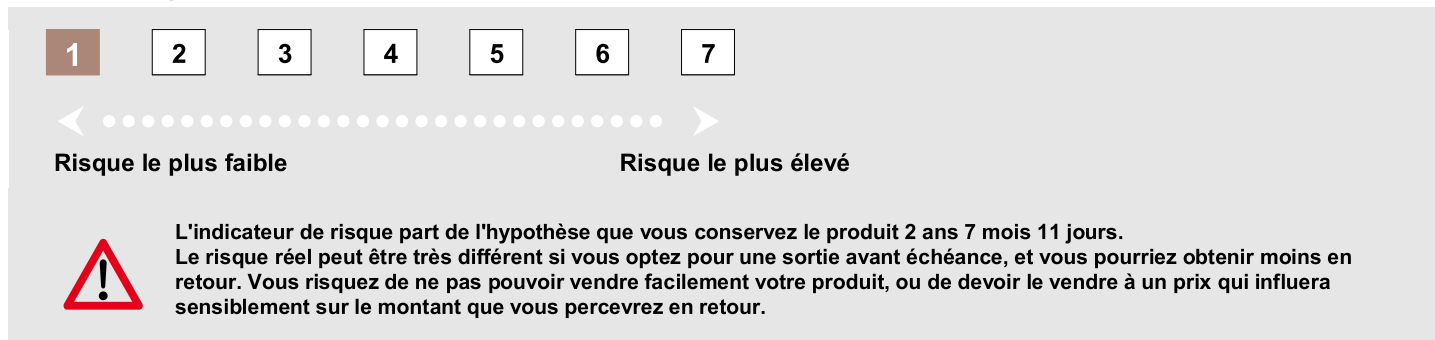 1 2 3 4 5 6 7
Risque le plus faible Risque le plus élevé
L'indicateur de risque part de l'hypothèse que vous conservez le produit 2 ans 7 mois 11 jours.
Le risque réel peut être très différent si vous optez pour une sortie avant échéance, et vous pourriez obtenir moins en
retour. Vous risquez de ne pas pouvoir vendre facilement votre produit, ou de devoir le vendre à un prix qui influera
sensiblement sur le montant que vous percevrez en retour.